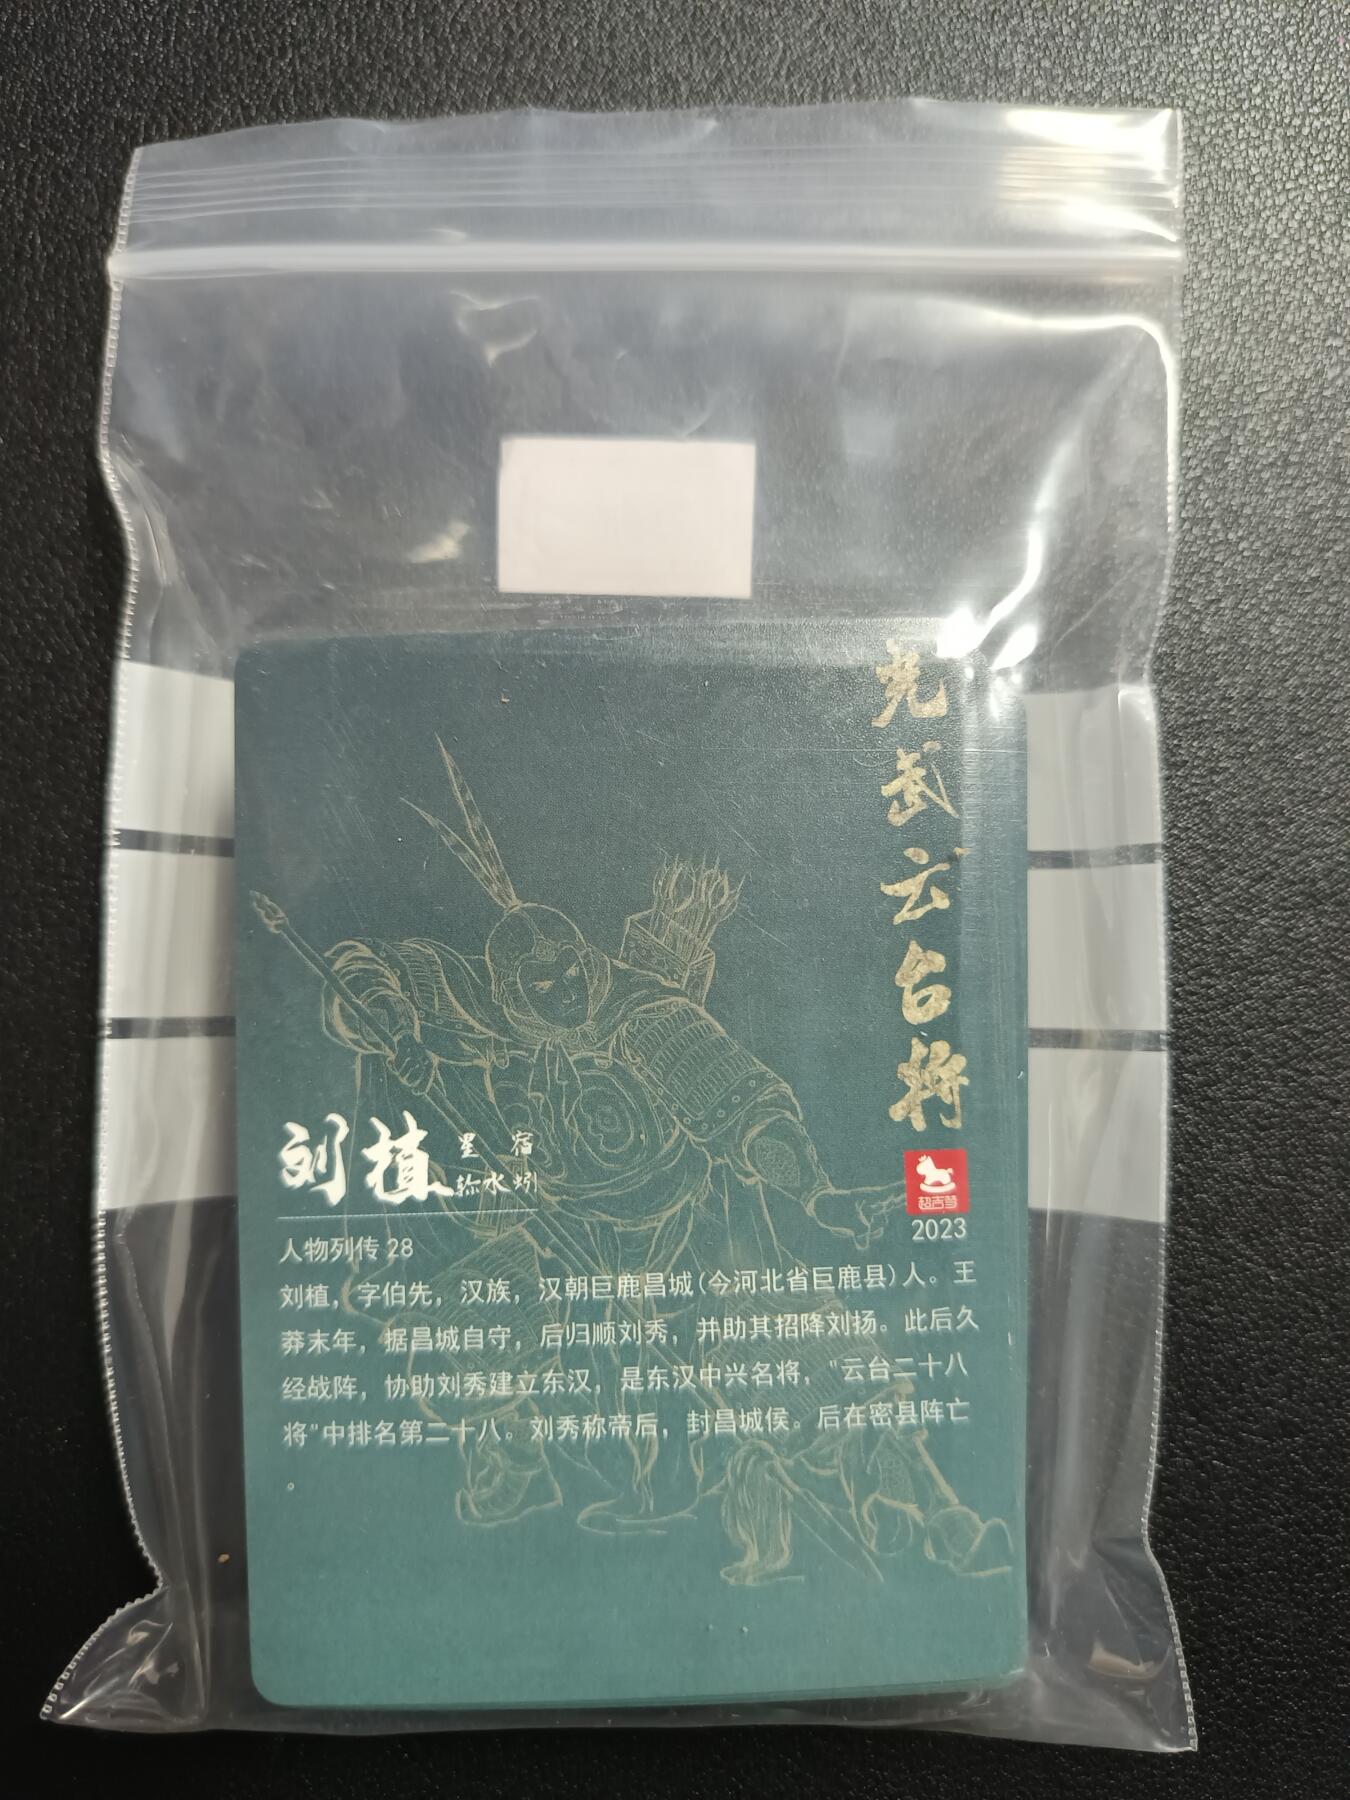 光武云台将
超吉梦
2023
刘植 星宿
轸水蚓
人物列传 28
刘植，字伯先，汉族，汉朝巨鹿昌城(今河北省巨鹿县)人。王
莽末年，据昌城自守，后归顺刘秀，并助其招降刘扬。此后久
经战阵，协助刘秀建立东汉，是东汉中兴名将，"云台二十八
将"中排名第二十八。刘秀称帝后，封昌城侯。后在密县阵亡
。